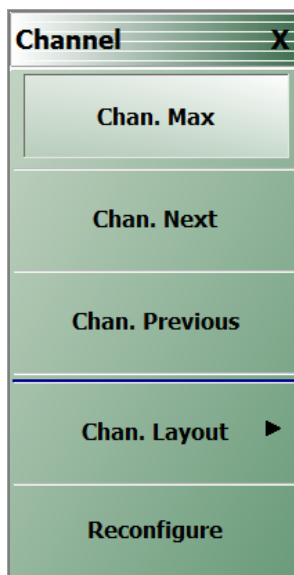 Channel X
Chan. Max
Chan. Next
Chan. Previous
Chan. Layout
Reconfigure